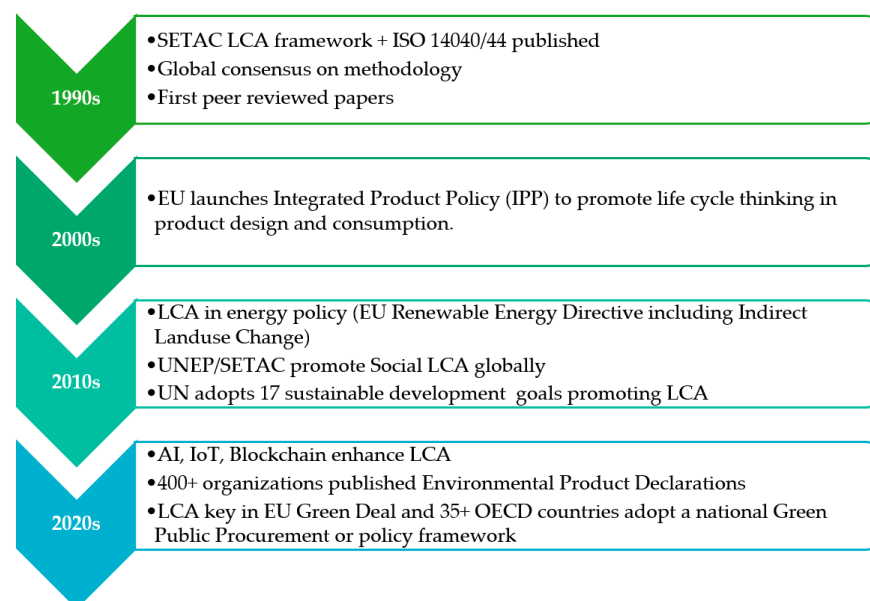 1990s
•SETAC LCA framework + ISO 14040/44 published
•Global consensus on methodology
•First peer reviewed papers
2000s
•EU launches Integrated Product Policy (IPP) to promote life cycle thinking in
product design and consumption.
2010s
•LCA in energy policy (EU Renewable Energy Directive including Indirect
Landuse Change)
•UNEP/SETAC promote Social LCA globally
•UN adopts 17 sustainable development goals promoting LCA
2020s
•AI, IoT, Blockchain enhance LCA
•400+ organizations published Environmental Product Declarations
•LCA key in EU Green Deal and 35+ OECD countries adopt a national Green
Public Procurement or policy framework